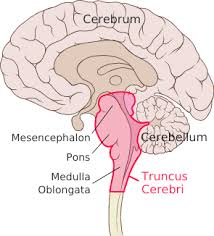 Cerebrum
Mesencephalon
Cerebellum
Pons
Medulla
Oblongata
Truncus
Cerebri